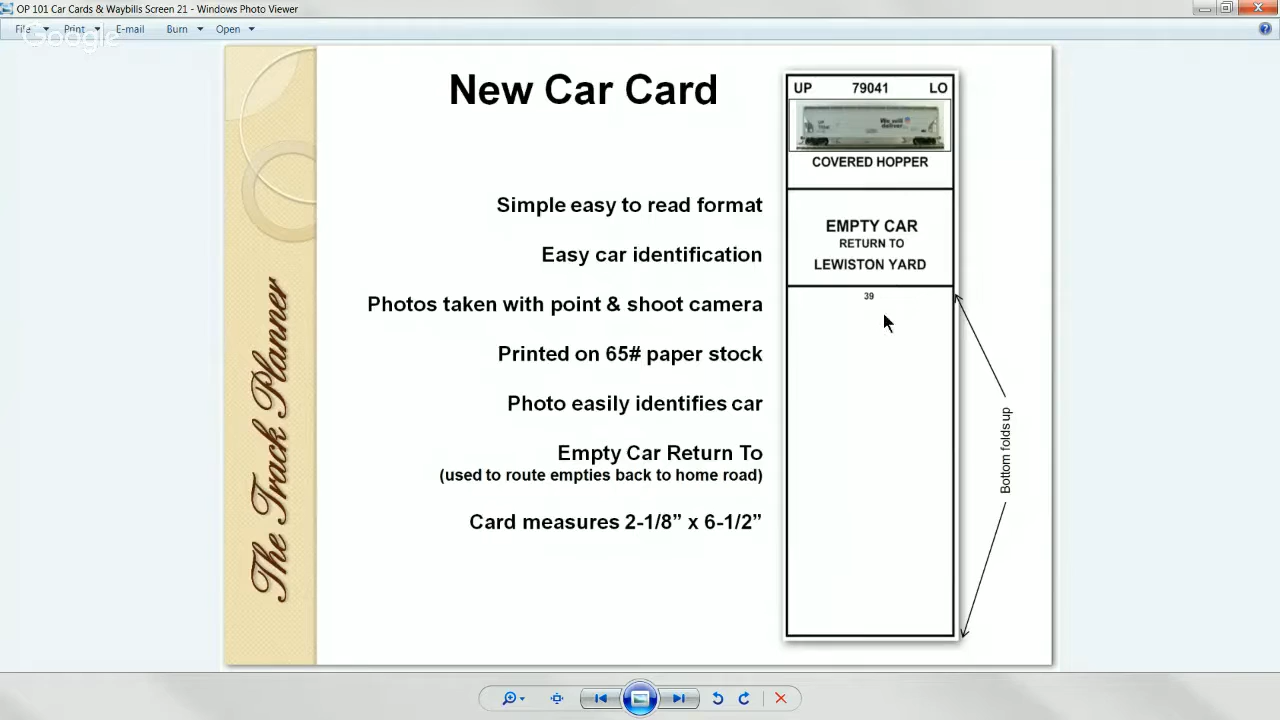 OP 101 Car Cards & Waybills Screen 21 - Windows Photo Viewer
File Print E-mail Burn Open
Google
New Car Card
Simple easy to read format
Easy car identification
Photos taken with point & shoot camera
Printed on 65# paper stock
Photo easily identifies car
Empty Car Return To
(used to route empties back to home road)
Card measures 2-1/8” x 6-1/2”
The Track Planner
UP 79041 LO
We will
deliver
COVERED HOPPER
EMPTY CAR
RETURN TO
LEWISTON YARD
39
Bottom folds up